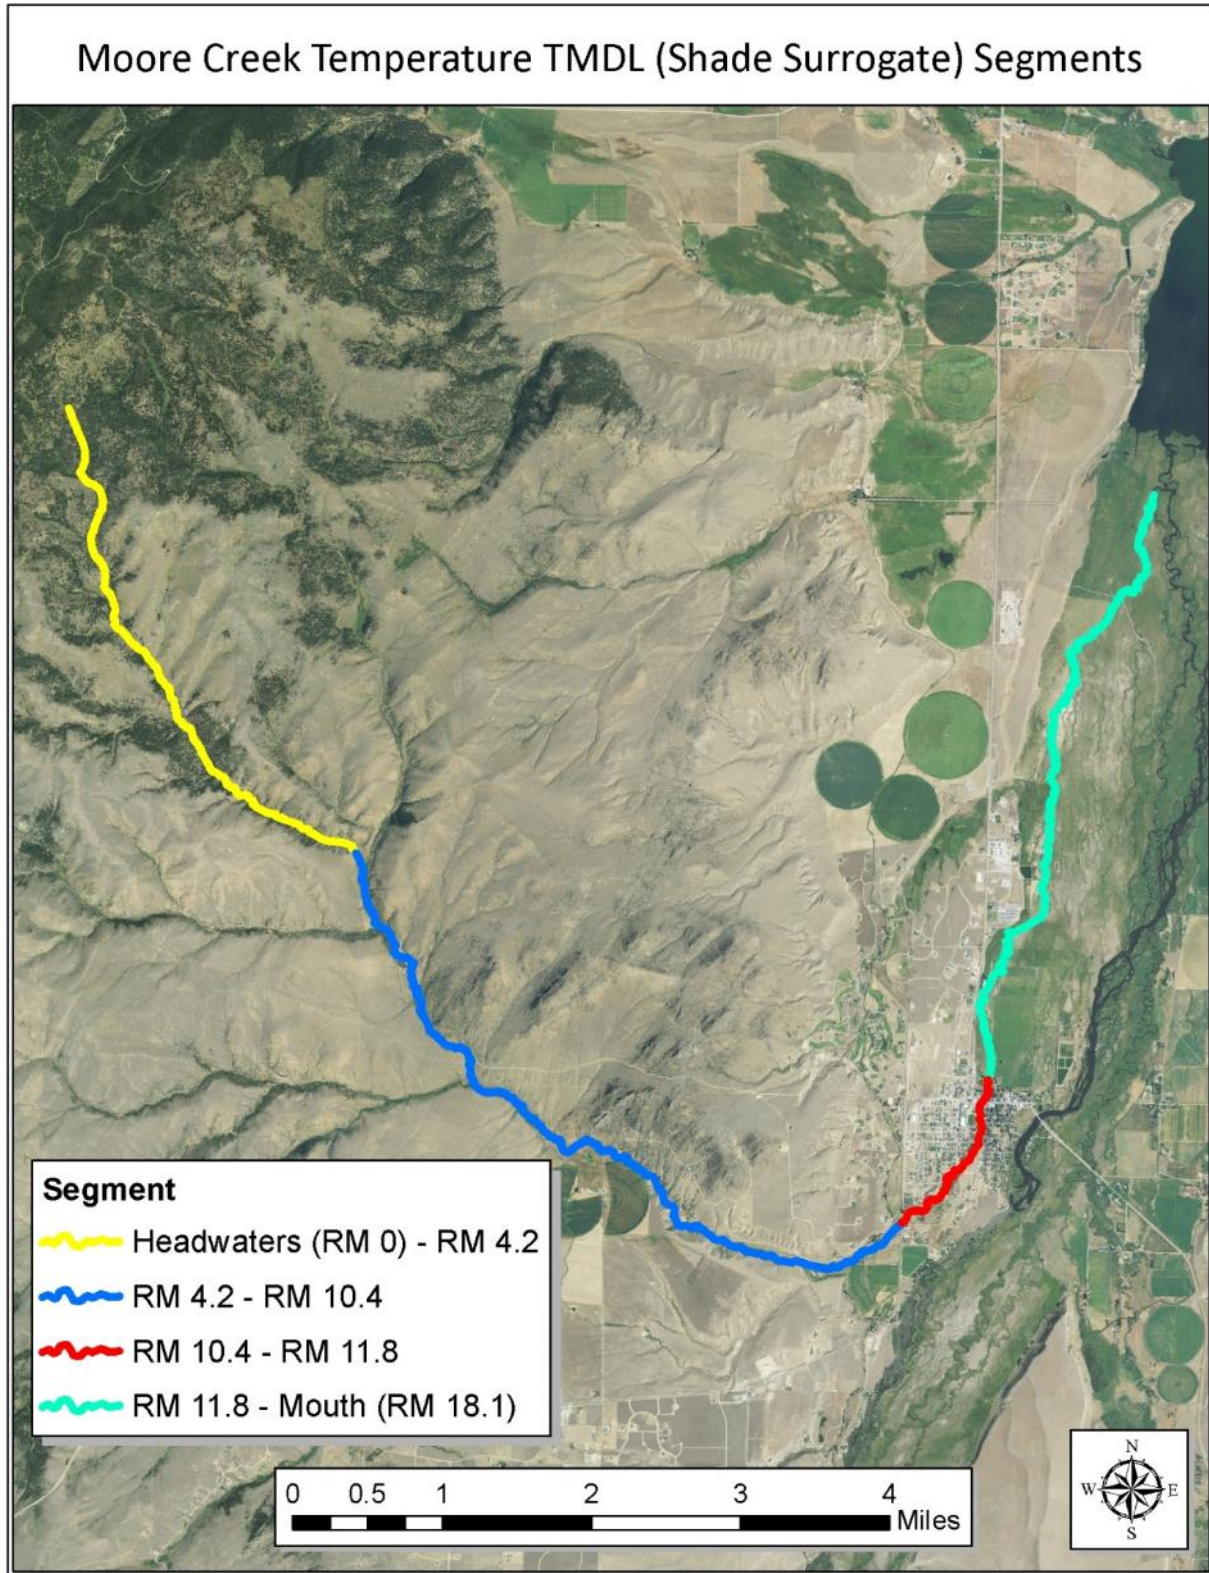 Moore Creek Temperature TMDL (Shade Surrogate) Segments
Segment
Headwaters (RM 0) - RM 4.2
RM 4.2 - RM 10.4
RM 10.4 - RM 11.8
RM 11.8 - Mouth (RM 18.1)
0 0.5 1 2 3 4
Miles
N
W E
S